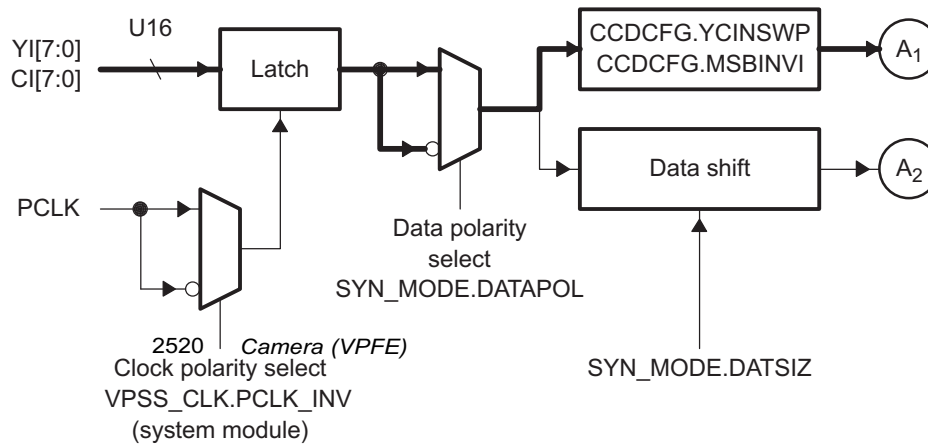 U16
YI[7:0]
CI[7:0]
Latch
CCDCFG.YCINSWP
CCDCFG.MSBINVI
A1
Data shift
A2
PCLK
Data polarity
select
SYN_MODE.DATAPOL
2520 Camera (VPFE)
Clock polarity select
VPSS_CLK.PCLK_INV
(system module)
SYN_MODE.DATSIZ